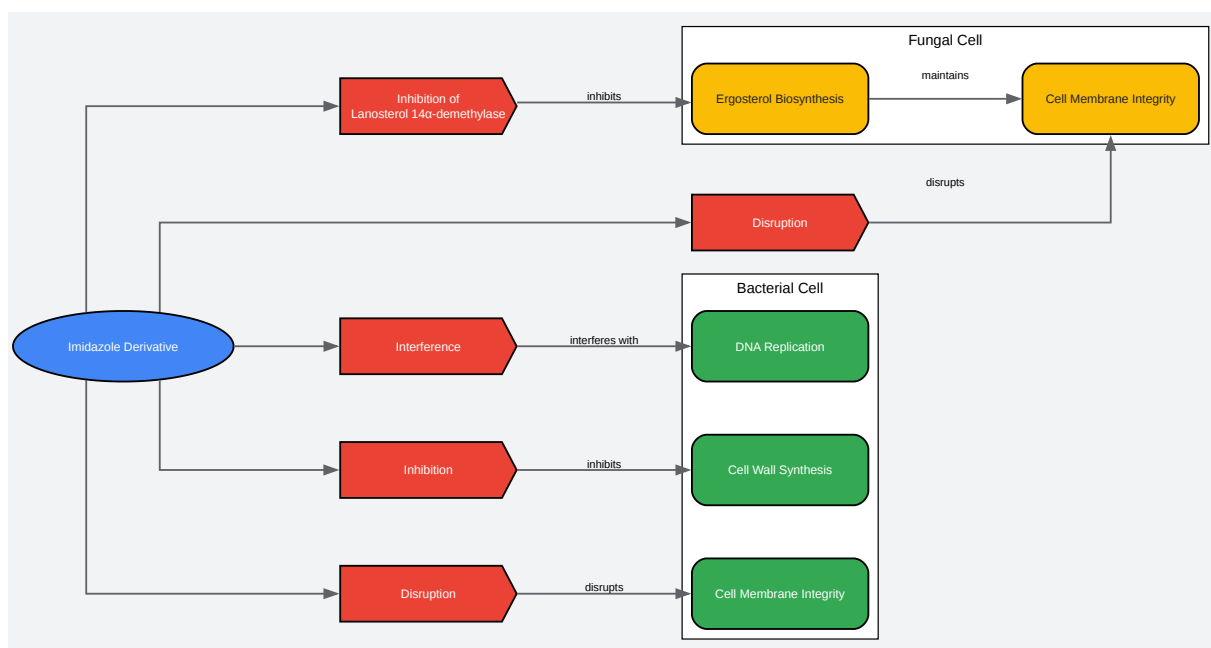 Fungal Cell
Inhibition of
Lanosterol 14α-demethylase
inhibits
Ergosterol Biosynthesis
maintains
Cell Membrane Integrity
Disruption
disrupts
Bacterial Cell
Imidazole Derivative
Interference
interferes with
DNA Replication
Inhibition
inhibits
Cell Wall Synthesis
Disruption
disrupts
Cell Membrane Integrity